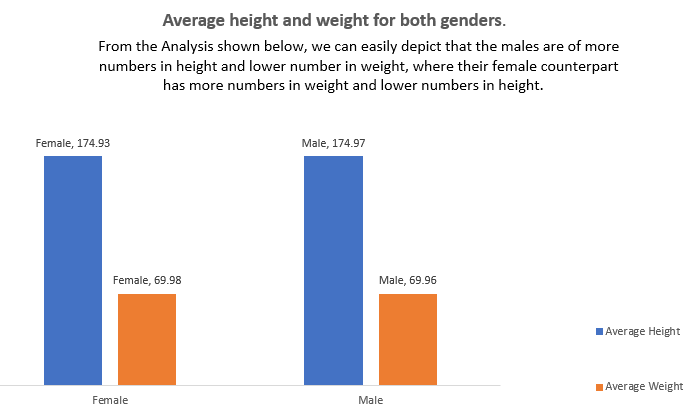 Average height and weight for both genders.
From the Analysis shown below, we can easily depict that the males are of more
numbers in height and lower number in weight, where their female counterpart
has more numbers in weight and lower numbers in height.
Female, 174.93
Male, 174.97
Female, 69.98
Male, 69.96
Average Height
Average Weight
Female
Male